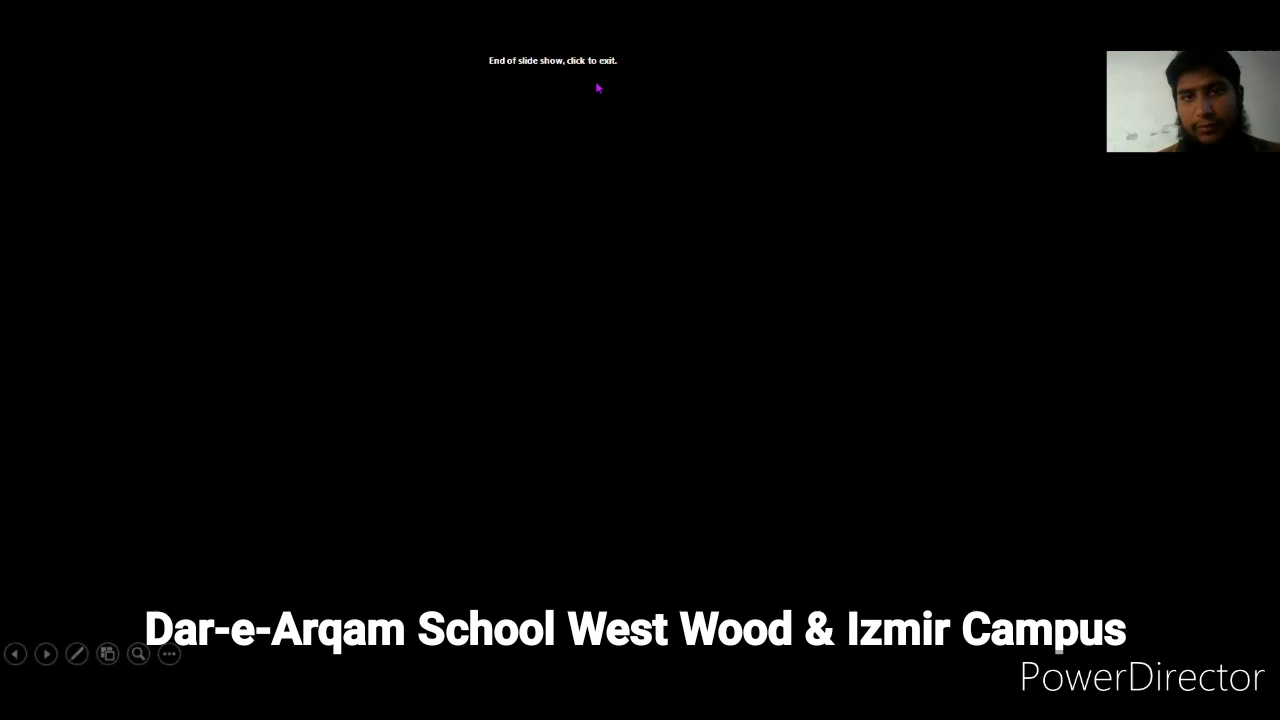 End of slide show, click to exit.
Dar-e-Arqam School West Wood & Izmir Campus
PowerDirector